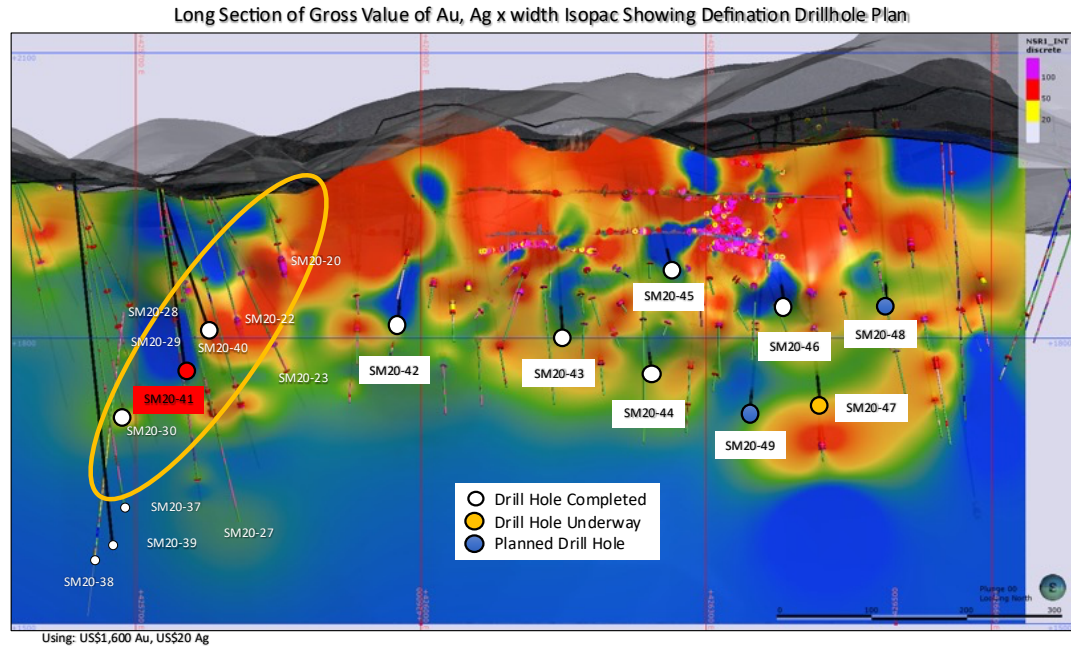 Long Section of Gross Value of Au, Ag x width Isopac Showing Defination Drillhole Plan
+2100
NSR1_INT
discrete
100
50
20
SM20-20
SM20-28
SM20-22
SM20-29
SM20-40
+1800
+1800
SM20-23
SM20-41
SM20-30
SM20-42
SM20-43
SM20-44
SM20-45
SM20-46
SM20-48
SM20-47
SM20-49
SM20-37
SM20-27
SM20-39
SM20-38
Drill Hole Completed
Drill Hole Underway
Planned Drill Hole
Plunge 00
Looking North
0 100 200 300
+1500
Using: US$1,600 Au, US$20 Ag